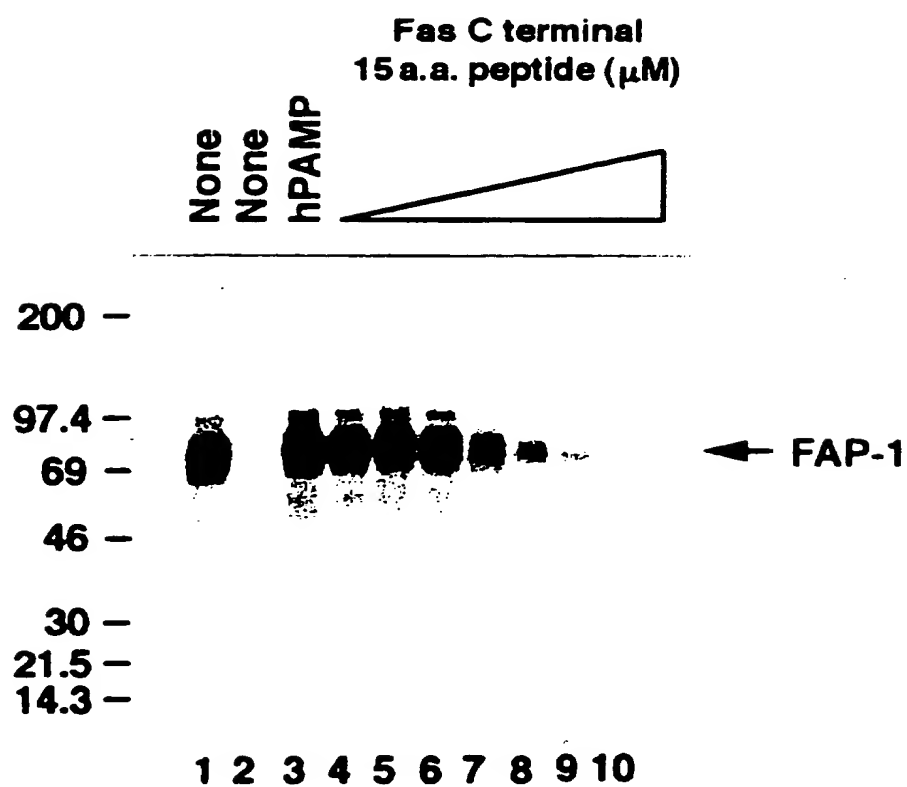 Fas C terminal
15 a.a. peptide (μM)
None
None
hPAMP
200
97.4
69
46
30
21.5
14.3
FAP-1
1 2 3 4 5 6 7 8 9 10